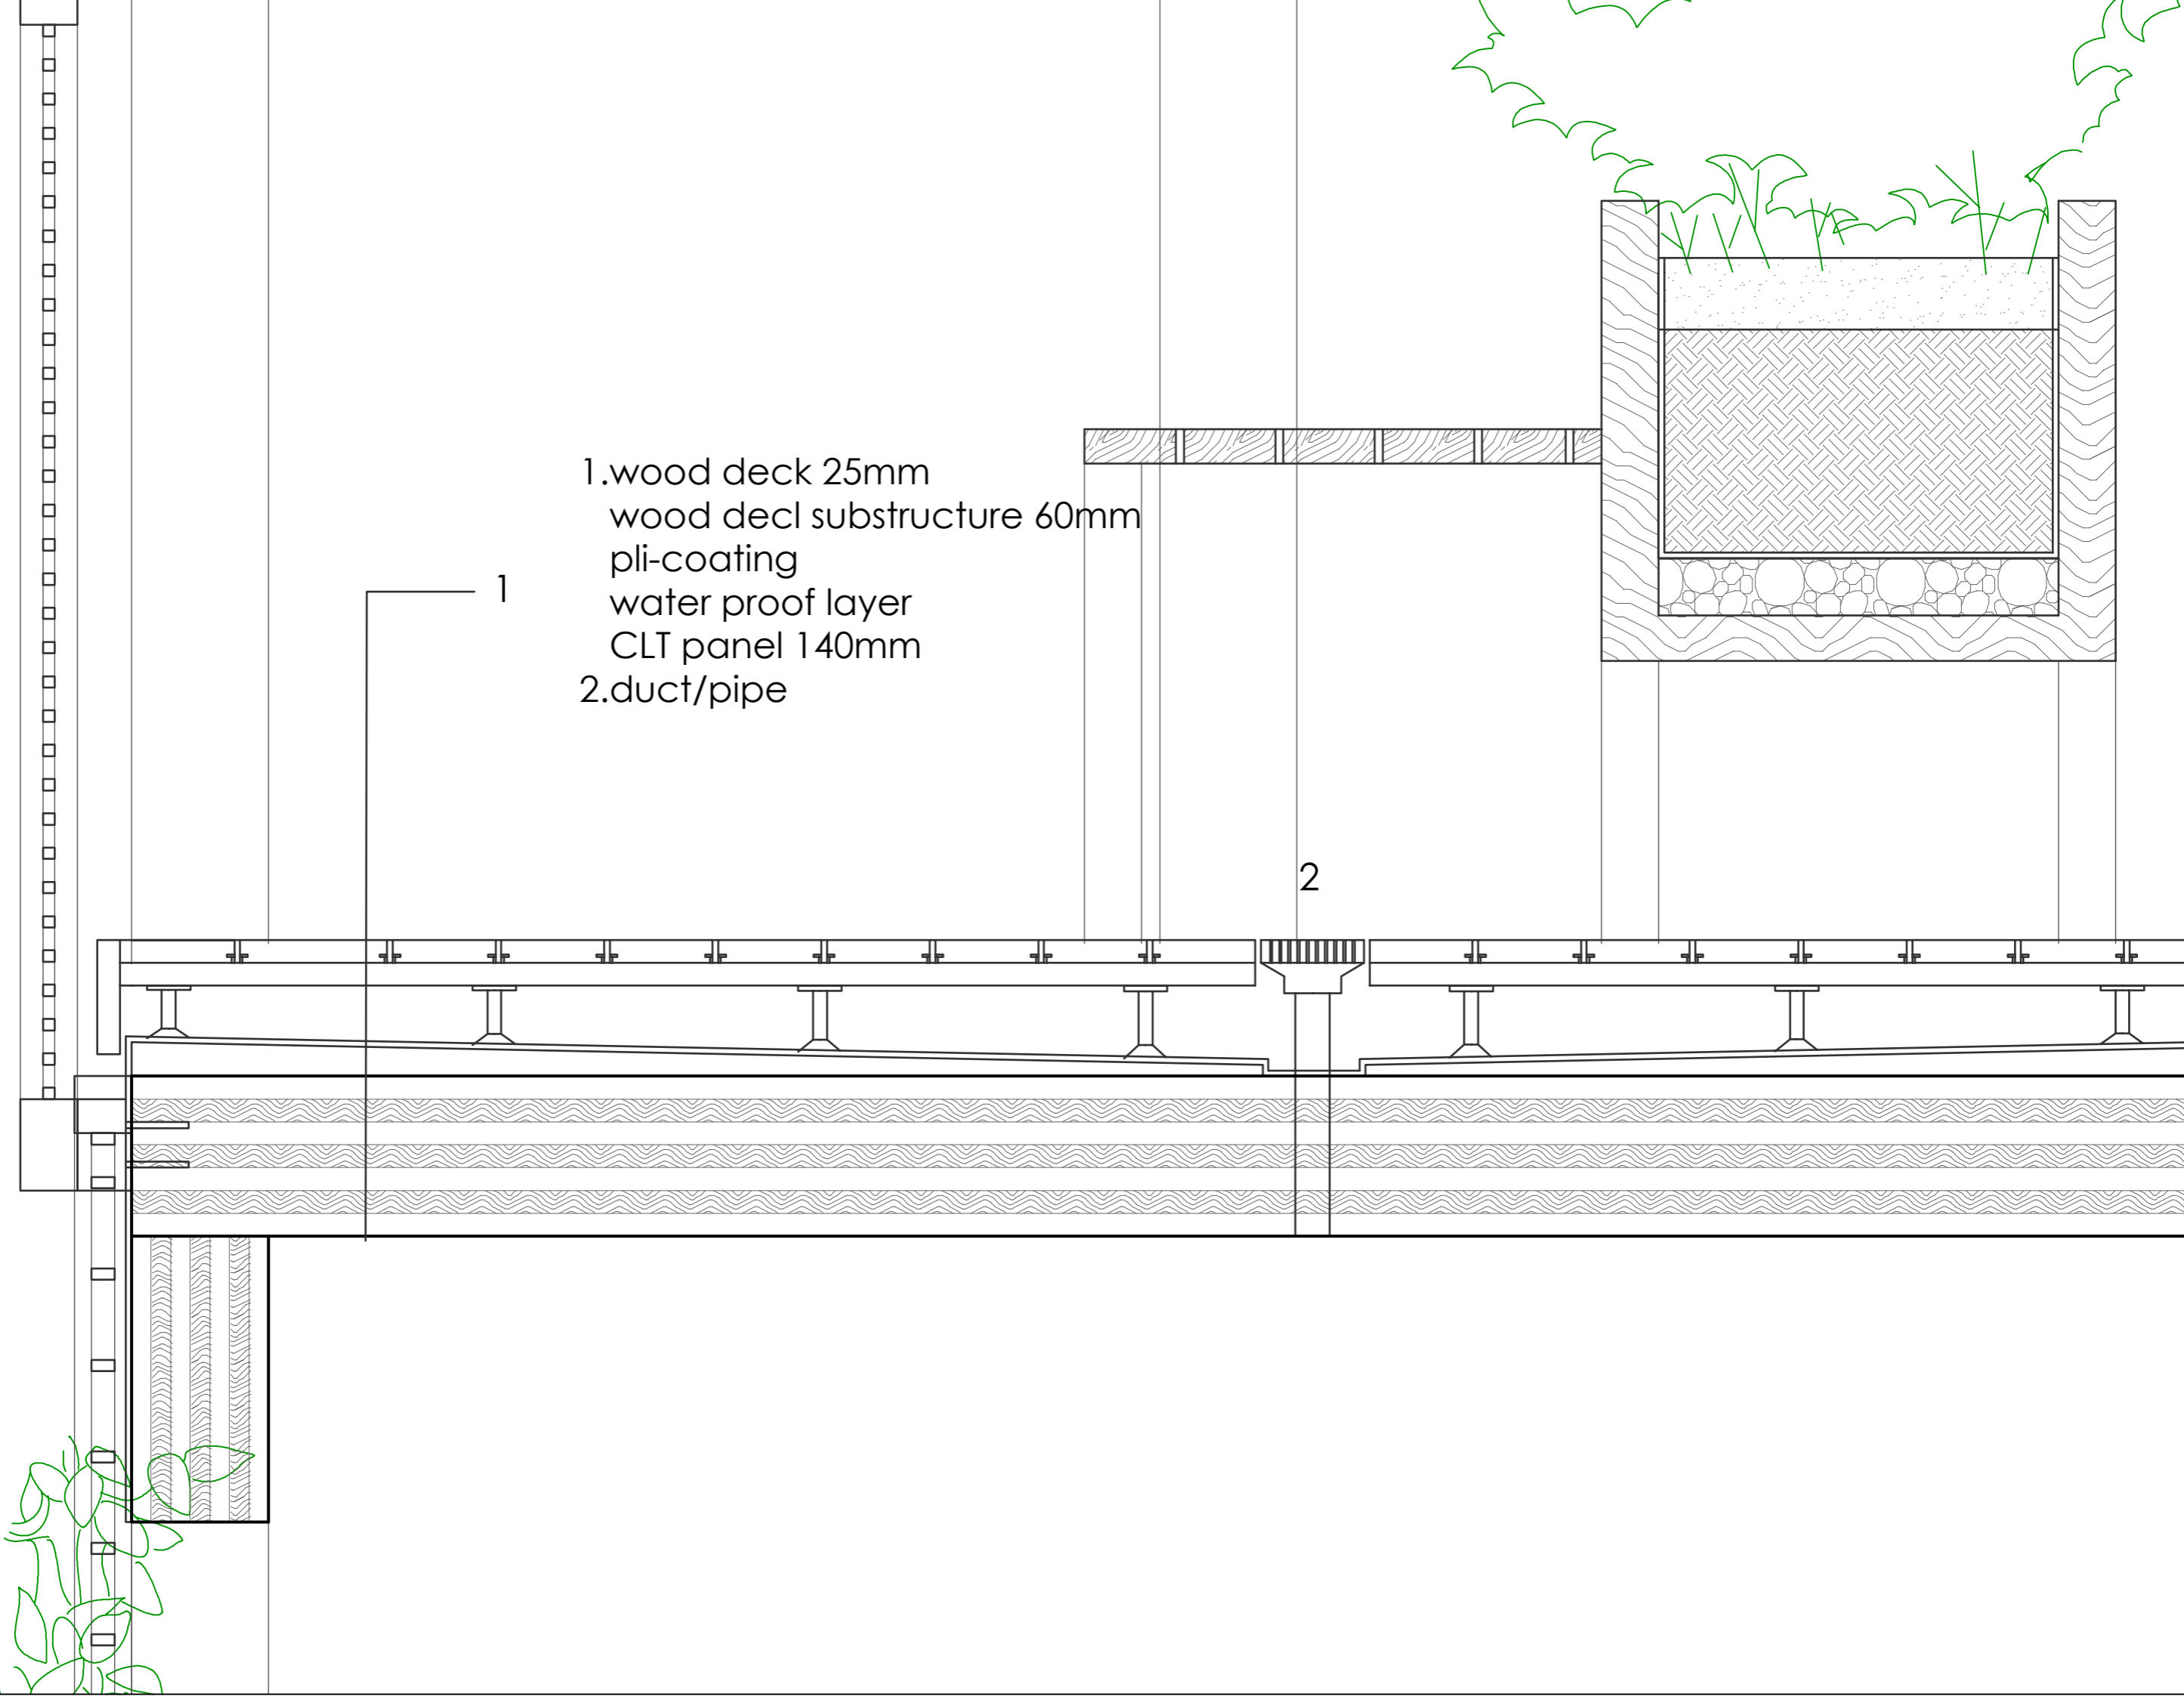 1.wood deck 25mm
wood decl substructure 60mm
pli-coating
water proof layer
CLT panel 140mm
2.duct/pipe
1
2